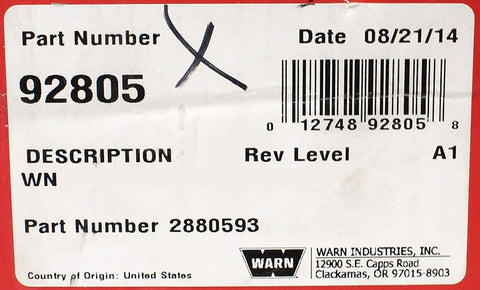 Part Number X Date 08/21/14
92805
0 12748 92805 8
DESCRIPTION Rev Level A1
WN
Part Number 2880593
WARN WARN INDUSTRIES, INC.
12900 S.E. Capps Road
Clackamas, OR 97015-8903
Country of Origin: United States